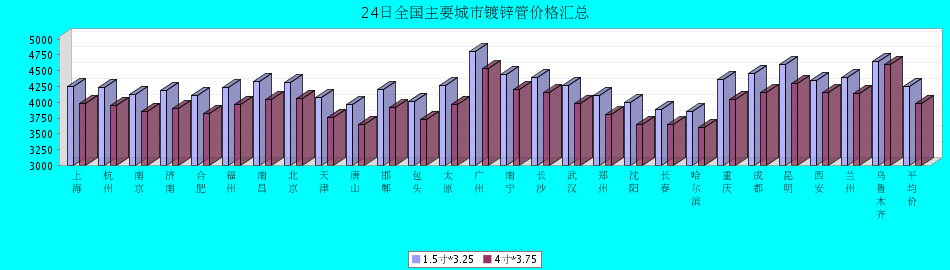 24日全国主要城市镀锌管价格汇总
5000
4750
4500
4250
4000
3750
3500
3250
3000
上海
杭州
南京
济南
合肥
福州
南昌
北京
天津
唐山
邯郸
包头
太原
广州
南宁
长沙
武汉
郑州
沈阳
长春
哈尔滨
重庆
成都
昆明
西安
兰州
乌鲁木齐
平均价
1.5寸*3.25
4寸*3.75